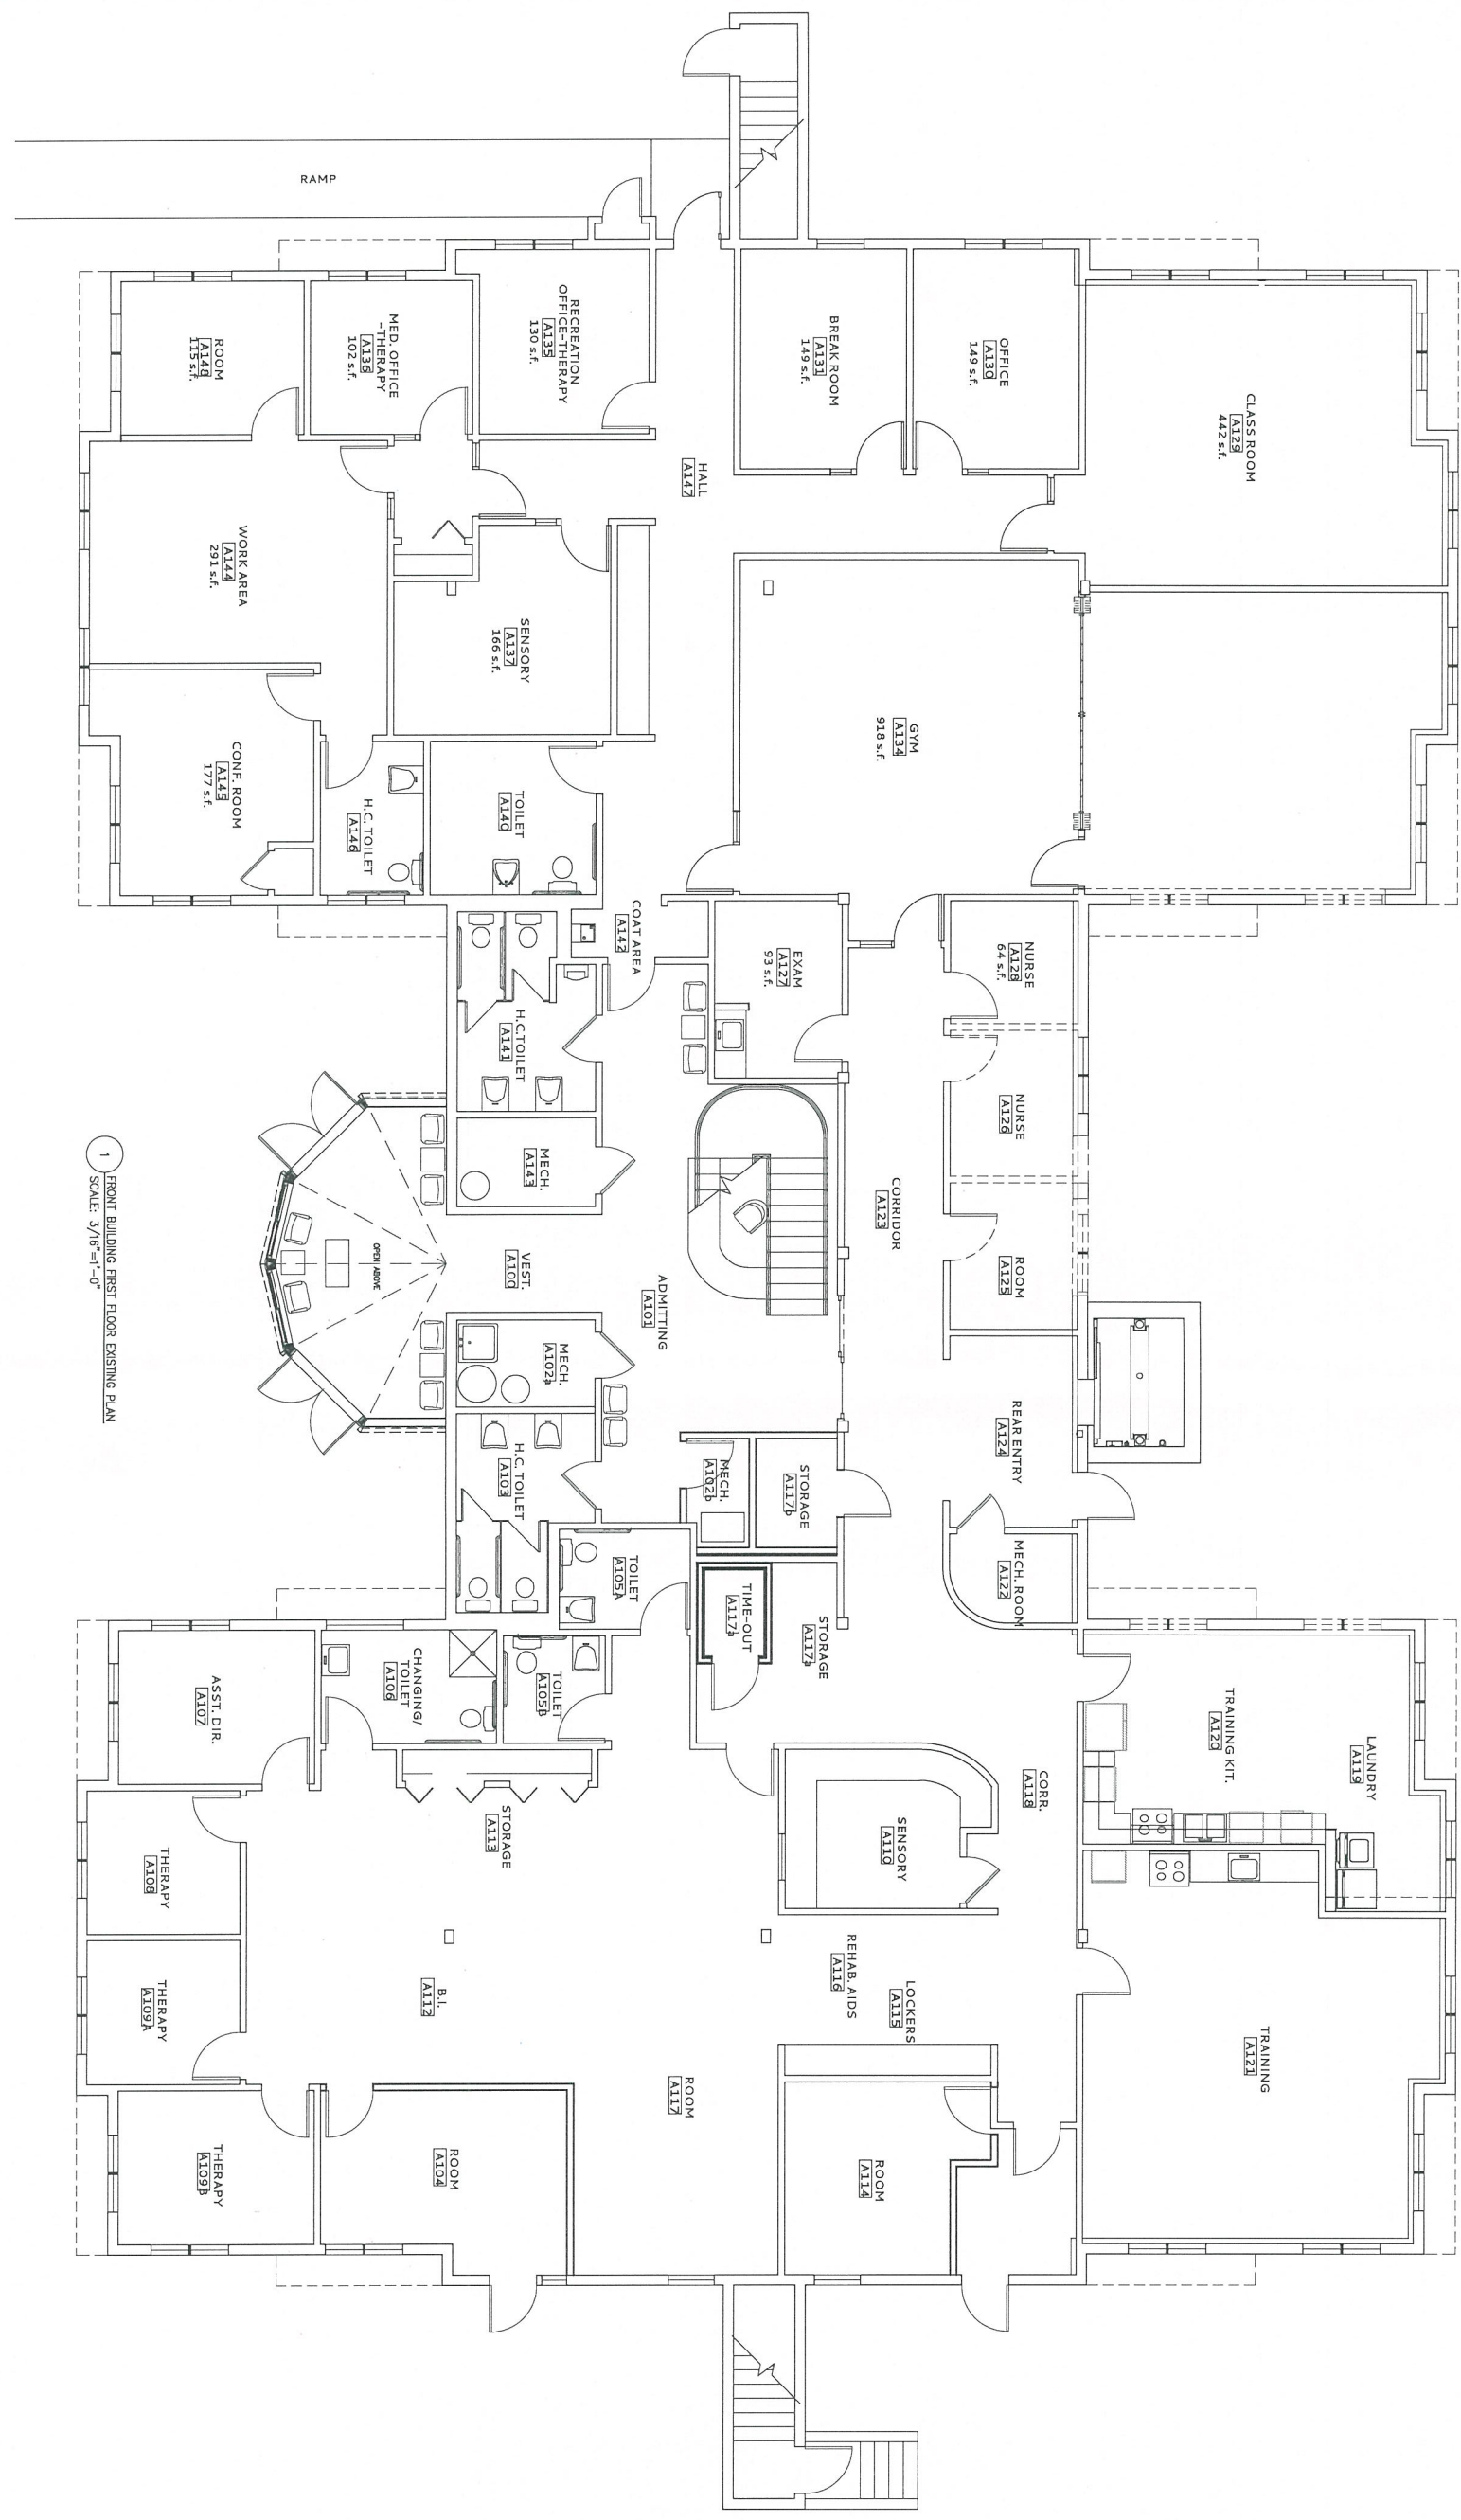 RAMP
ROOM
A148
115 s.f.
MED. OFFICE
-THERAPY
A136
102 s.f.
RECREATION
OFFICE-THERAPY
A135
130 s.f.
BREAK ROOM
A131
149 s.f.
OFFICE
A130
149 s.f.
CLASS ROOM
A129
442 s.f.
HALL
A147
WORK AREA
A144
291 s.f.
SENSORY
A137
166 s.f.
GYM
A134
918 s.f.
CONF. ROOM
A145
177 s.f.
H.C. TOILET
A146
TOILET
A140
COAT AREA
A142
EXAM
A127
93 s.f.
NURSE
A128
64 s.f.
H.C.TOILET
A141
NURSE
A126
MECH.
A143
CORRIDOR
A123
ROOM
A125
OPEN ABOVE
VEST.
A100
ADMITTING
A101
1
FRONT BUILDING FIRST FLOOR EXISTING PLAN
SCALE: 3/16"=1'-0"
MECH.
A102a
H.C. TOILET
A103
MECH.
A102b
STORAGE
A117b
REAR ENTRY
A124
MECH. ROOM
A122
TOILET
A105A
TIME-OUT
A117a
STORAGE
A117a
ASST. DIR.
A107
CHANGING/
TOILET
A106
TOILET
A105B
TRAINING KIT.
A120
LAUNDRY
A119
CORR.
A118
STORAGE
A113
SENSORY
A110
THERAPY
A108
THERAPY
A109A
B.I.
A112
REHAB. AIDS
A116
LOCKERS
A115
TRAINING
A121
ROOM
A117
THERAPY
A109B
ROOM
A104
ROOM
A114